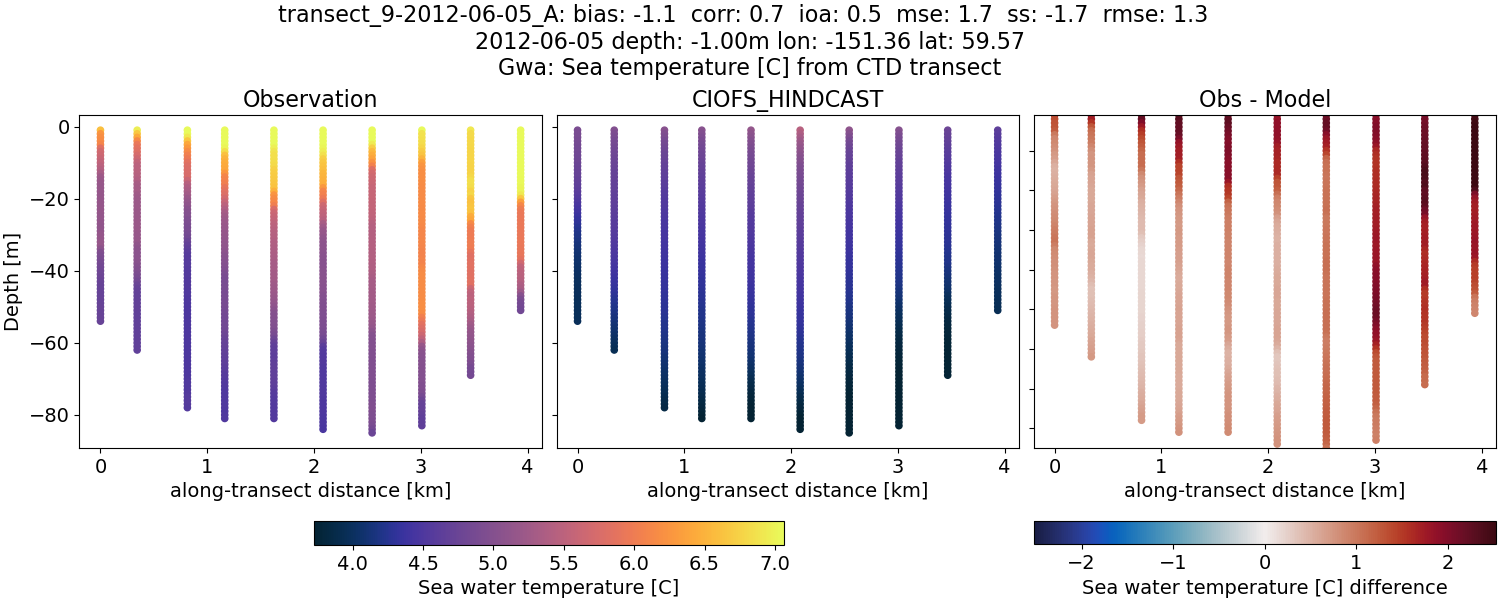 transect_9-2012-06-05_A: bias: -1.1  corr: 0.7  ioa: 0.5  mse: 1.7  ss: -1.7  rmse: 1.3
2012-06-05 depth: -1.00m lon: -151.36 lat: 59.57
Gwa: Sea temperature [C] from CTD transect
Observation
CIOFS_HINDCAST
Obs - Model
Depth [m]
0
−20
−40
−60
−80
0 1 2 3 4
0 1 2 3 4
0 1 2 3 4
along-transect distance [km]
along-transect distance [km]
along-transect distance [km]
4.0 4.5 5.0 5.5 6.0 6.5 7.0
Sea water temperature [C]
−2 −1 0 1 2
Sea water temperature [C] difference